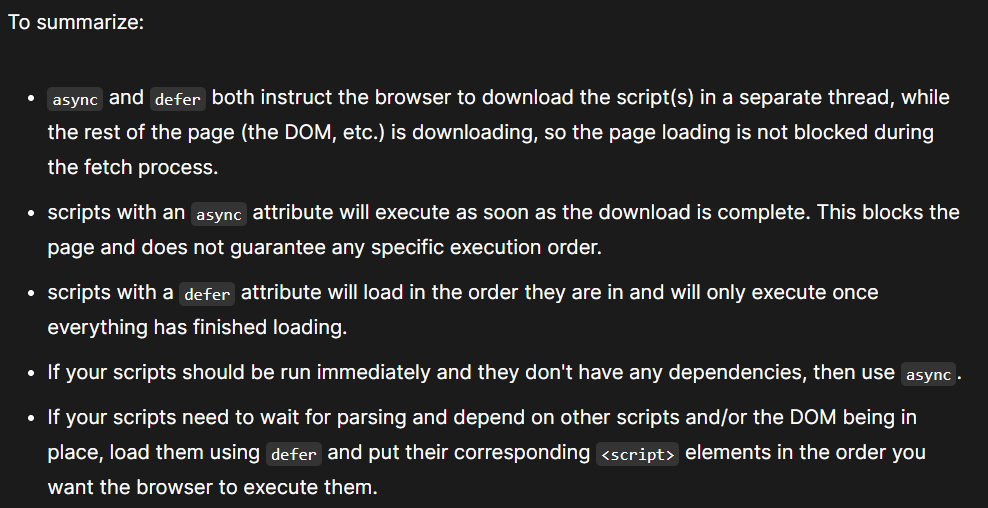 To summarize:
• async and defer both instruct the browser to download the script(s) in a separate thread, while
the rest of the page (the DOM, etc.) is downloading, so the page loading is not blocked during
the fetch process.
• scripts with an async attribute will execute as soon as the download is complete. This blocks the
page and does not guarantee any specific execution order.
• scripts with a defer attribute will load in the order they are in and will only execute once
everything has finished loading.
• If your scripts should be run immediately and they don't have any dependencies, then use async.
• If your scripts need to wait for parsing and depend on other scripts and/or the DOM being in
place, load them using defer and put their corresponding <script> elements in the order you
want the browser to execute them.